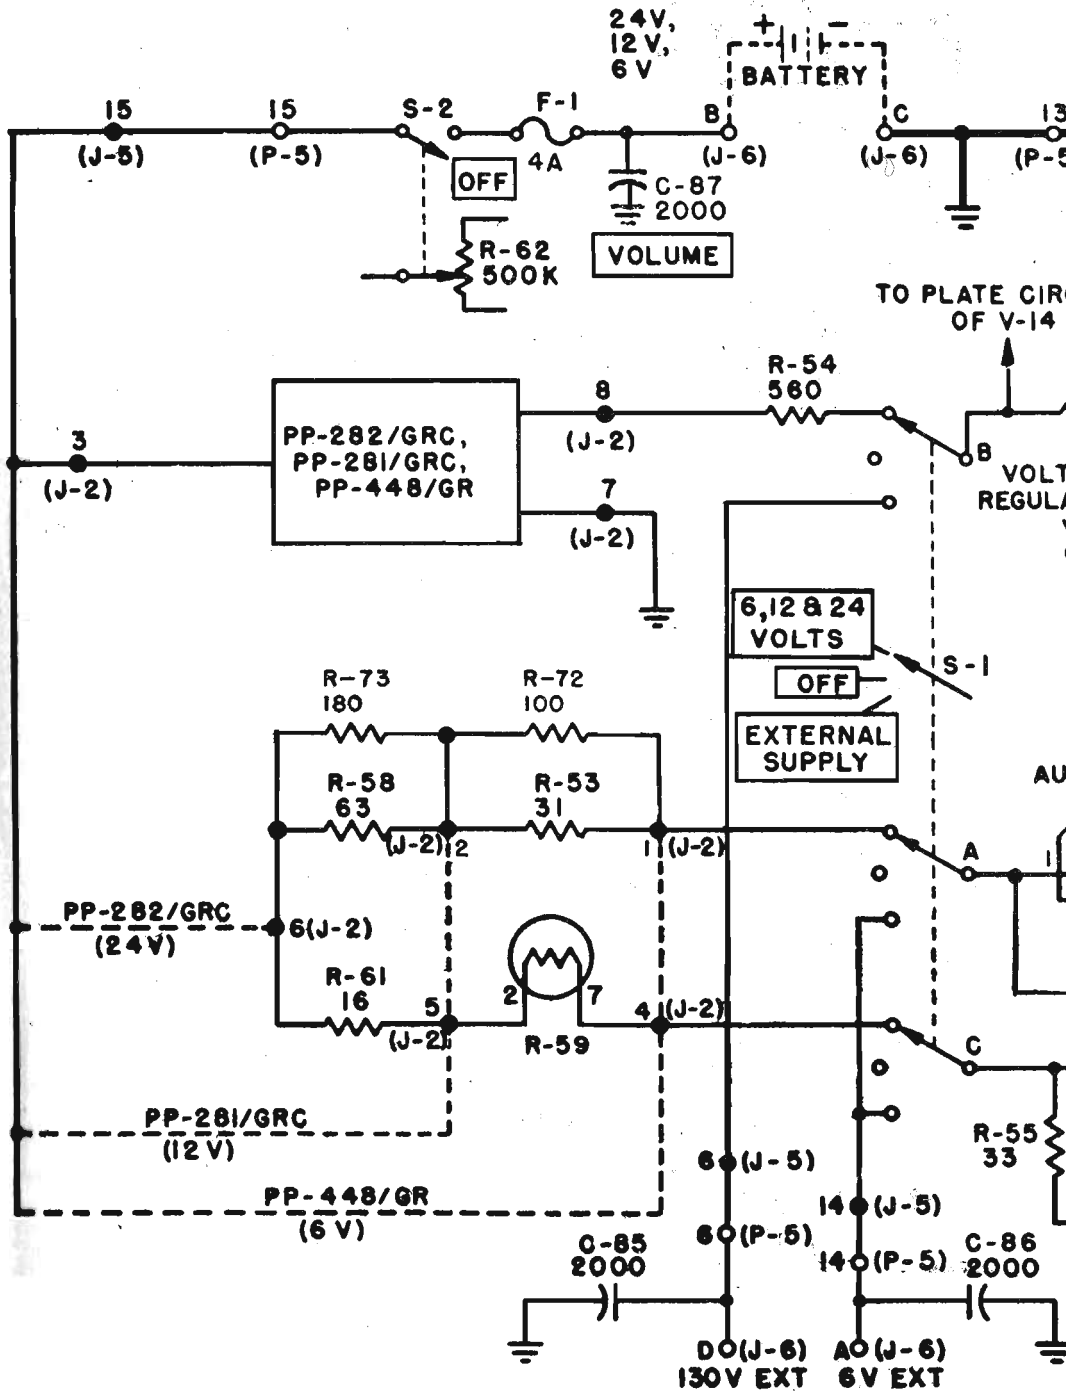 24V,
12V,
6V
+ -
BATTERY
15
(J-5)
15
(P-5)
S-2
OFF
F-1
4A
B
(J-6)
C
(J-6)
13
(P-5
C-87
2000
VOLUME
R-62
500K
TO PLATE CIR
OF V-14
R-54
560
8
(J-2)
3
(J-2)
PP-282/GRC,
PP-281/GRC,
PP-448/GR
7
(J-2)
B
VOLT
REGULA
6,12 & 24
VOLTS
S-1
OFF
EXTERNAL
SUPPLY
R-73
180
R-72
100
R-58
63
R-53
31
AU
(J-2) 2
1 (J-2)
A
1
PP-282/GRC
(24V)
6(J-2)
R-61
16
5
(J-2)
2 7
R-59
4 (J-2)
C
PP-281/GRC
(12V)
R-55
33
PP-448/GR
(6V)
6 (J-5)
14 (J-5)
6 (P-5)
14 (P-5)
C-85
2000
C-86
2000
D (J-6)
130V EXT
A (J-6)
6V EXT